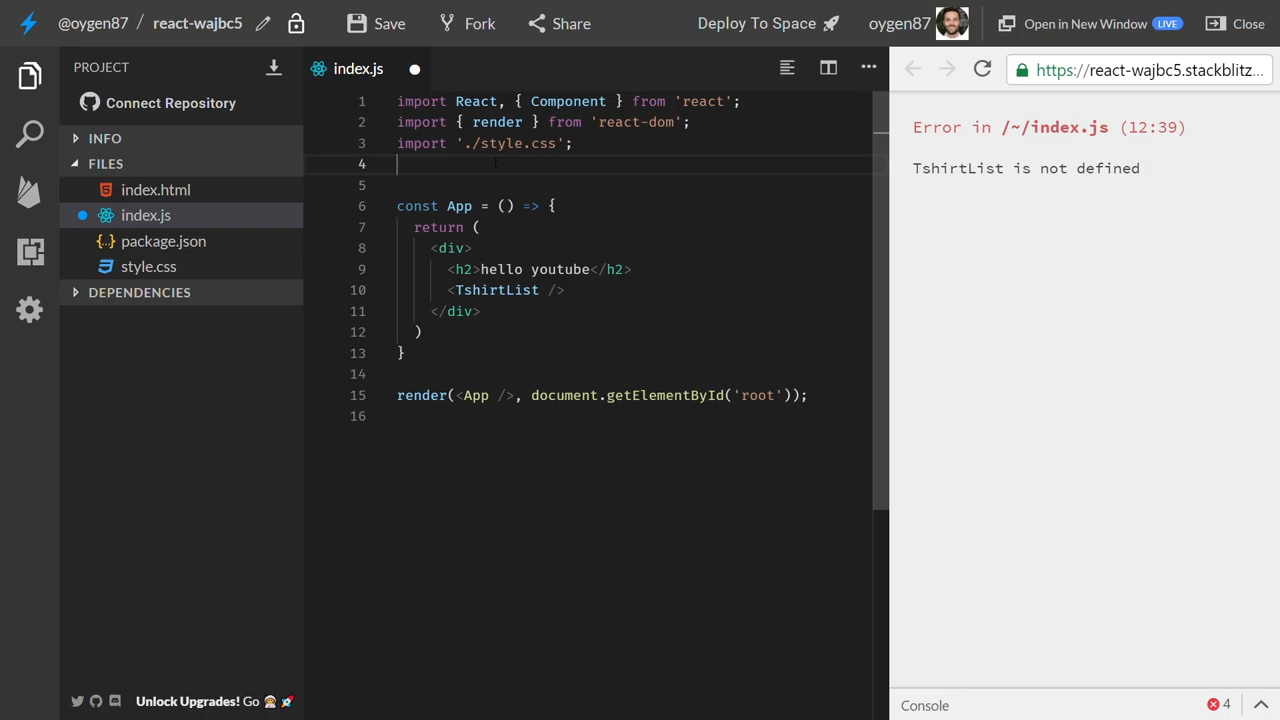 @oygen87 / react-wajbc5 Save Fork Share Deploy To Space oygen87 Open in New Window LIVE Close
PROJECT
Connect Repository
INFO
FILES
index.html
index.js
package.json
style.css
DEPENDENCIES
Unlock Upgrades! Go
index.js
1 import React, { Component } from 'react';
2 import { render } from 'react-dom';
3 import './style.css';
4
5
6 const App = () => {
7 return (
8 <div>
9 <h2>hello youtube</h2>
10 <TshirtList />
11 </div>
12 )
13 }
14
15 render(<App />, document.getElementById('root'));
16
https://react-wajbc5.stackblitz...
Error in /~/index.js (12:39)
TshirtList is not defined
Console 4